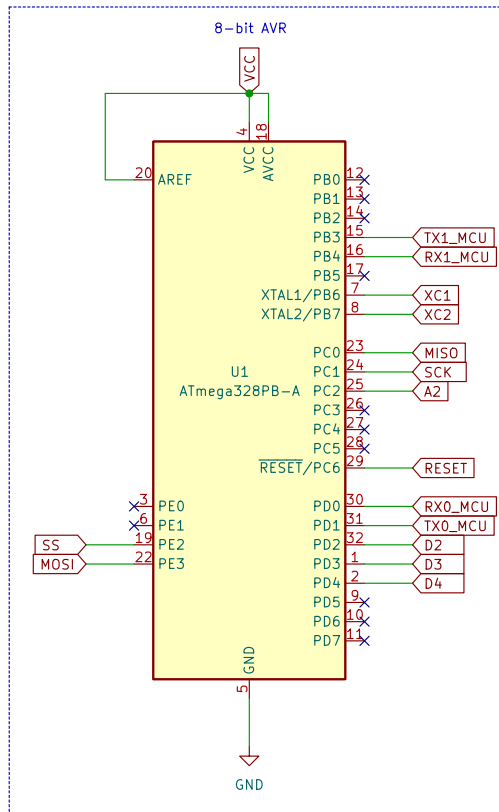 8-bit AVR
VCC
4
18
VCC
AVCC
20 AREF
PB0 12
PB1 13
PB2 14
PB3 15 TX1_MCU
PB4 16 RX1_MCU
PB5 17
XTAL1/PB6 7 XC1
XTAL2/PB7 8 XC2
PC0 23 MISO
U1
PC1 24 SCK
ATmega328PB-A
PC2 25 A2
PC3 26
PC4 27
PC5 28
RESET/PC6 29 RESET
3 PE0
PD0 30 RX0_MCU
6 PE1
PD1 31 TX0_MCU
SS 19 PE2
PD2 32 D2
MOSI 22 PE3
PD3 1 D3
PD4 2 D4
PD5 9
PD6 10
PD7 11
GND
5
GND